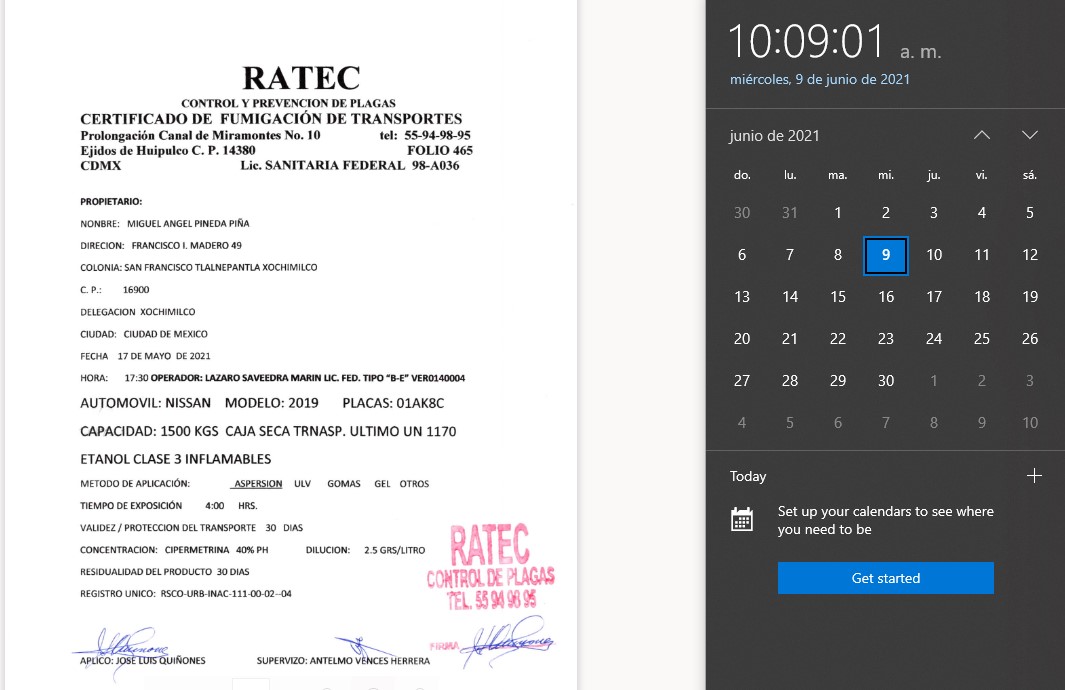 RATEC
CONTROL Y PREVENCION DE PLAGAS
CERTIFICADO DE FUMIGACIÓN DE TRANSPORTES
Prolongación Canal de Miramontes No. 10 tel: 55-94-98-95
Ejidos de Huipulco C. P. 14380 FOLIO 465
CDMX Lic. SANITARIA FEDERAL 98-A036
PROPIETARIO:
NOMBRE: MIGUEL ANGEL PINEDA PIÑA
DIRECION: FRANCISCO I. MADERO 49
COLONIA: SAN FRANCISCO TLALNEPANTLA XOCHIMILCO
C. P.: 16900
DELEGACION XOCHIMILCO
CIUDAD: CIUDAD DE MEXICO
FECHA 17 DE MAYO DE 2021
HORA: 17:30 OPERADOR: LAZARO SAVEEDRA MARIN LIC. FED. TIPO "B-E" VER0140004
AUTOMOVIL: NISSAN MODELO: 2019 PLACAS: 01AK8C
CAPACIDAD: 1500 KGS CAJA SECA TRNASP. ULTIMO UN 1170
ETANOL CLASE 3 INFLAMABLES
METODO DE APLICACIÓN: ASPERSION ULV GOMAS GEL OTROS
TIEMPO DE EXPOSICIÓN 4:00 HRS.
VALIDEZ / PROTECCION DEL TRANSPORTE 30 DIAS
CONCENTRACION: CIPERMETRINA 40% PH DILUCION: 2.5 GRS/LITRO
RESIDUALIDAD DEL PRODUCTO 30 DIAS
REGISTRO UNICO: RSCO-URB-INAC-111-00-02--04
RATEC
CONTROL DE PLAGAS
TEL. 55 94 98 95
FIRMA
APLICO: JOSE LUIS QUIÑONES SUPERVIZO: ANTELMO VENCES HERRERA
10:09:01 a. m.
miércoles, 9 de junio de 2021
junio de 2021
do. lu. ma. mi. ju. vi. sá.
30 31 1 2 3 4 5
6 7 8 9 10 11 12
13 14 15 16 17 18 19
20 21 22 23 24 25 26
27 28 29 30 1 2 3
4 5 6 7 8 9 10
Today
Set up your calendars to see where
you need to be
Get started